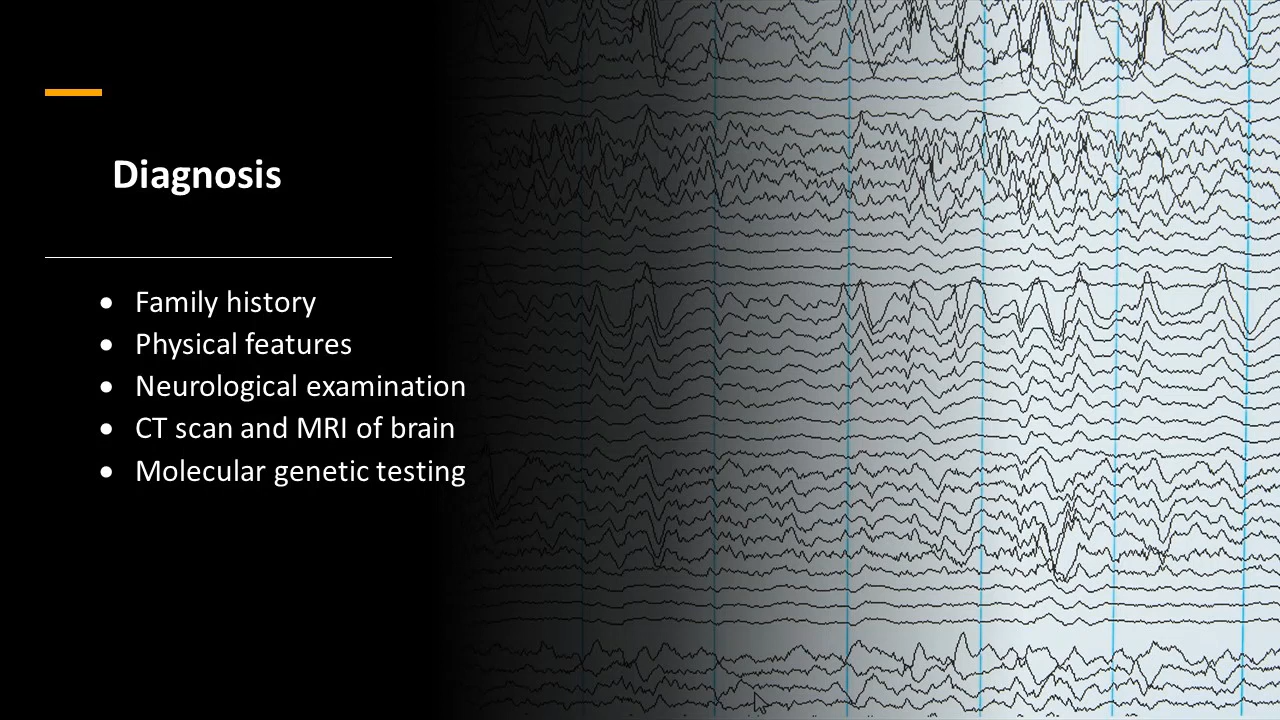 Diagnosis
• Family history
• Physical features
• Neurological examination
• CT scan and MRI of brain
• Molecular genetic testing